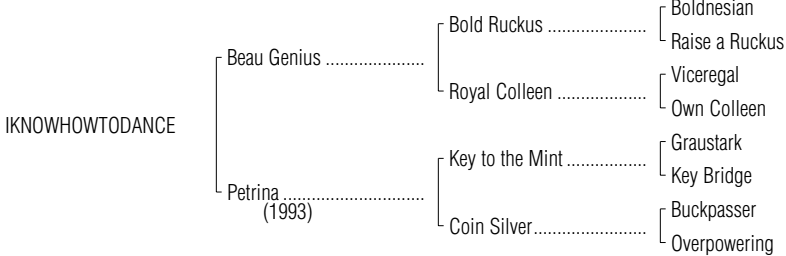 Boldnesian
Bold Ruckus ....................
Raise a Ruckus
Beau Genius ....................
Viceregal
Royal Colleen ..................
Own Colleen
IKNOWHOWTODANCE
Graustark
Key to the Mint ................
Key Bridge
Petrina .............................
(1993)
Buckpasser
Coin Silver.......................
Overpowering